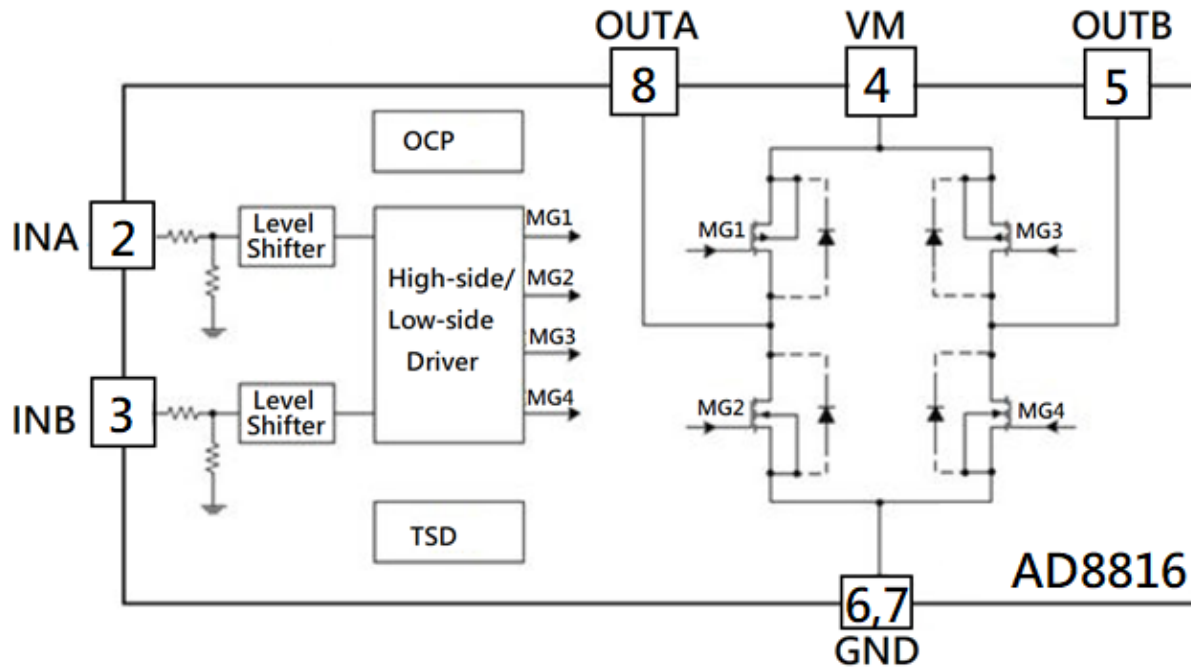 OUTA
VM
OUTB
8
4
5
OCP
INA
2
Level
Shifter
High-side/
Low-side
Driver
MG1
MG2
MG3
MG4
MG1
MG3
MG2
MG4
INB
3
Level
Shifter
TSD
AD8816
6,7
GND